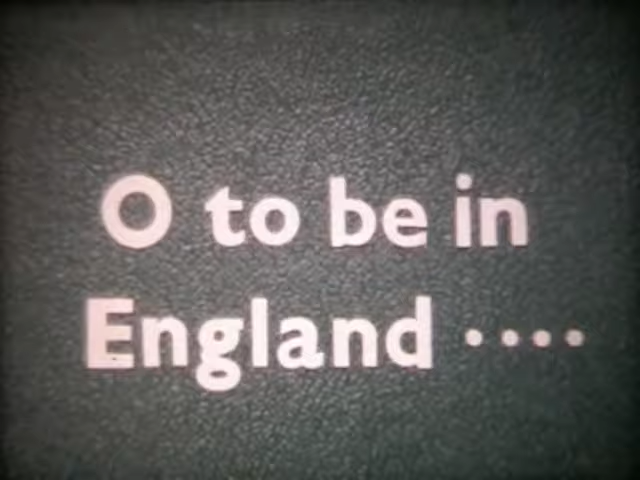 O to be in
England ....